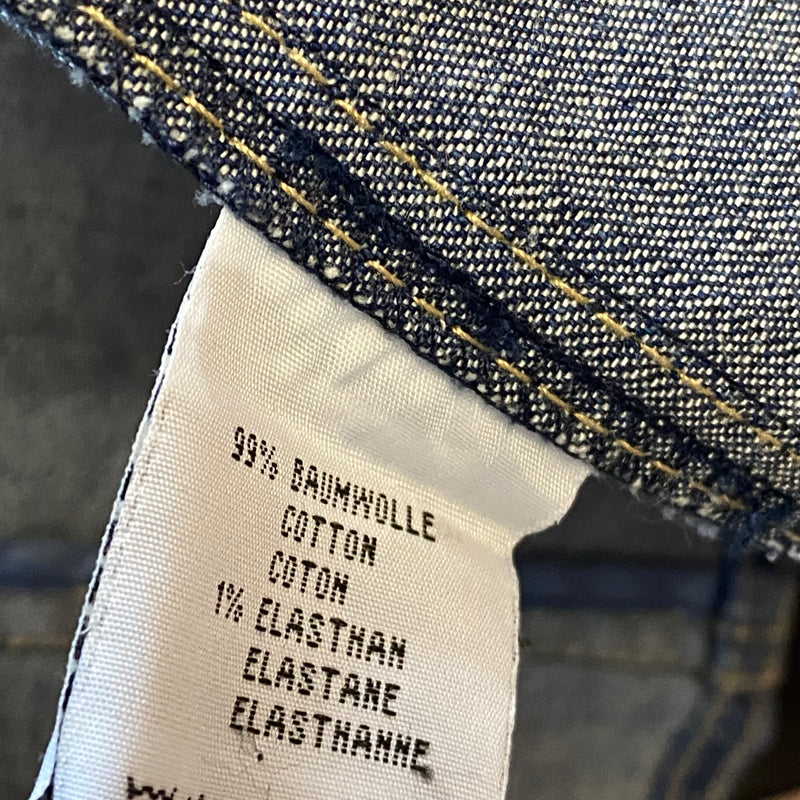 99% BAUMWOLLE
COTTON
COTON
1% ELASTHAN
ELASTANE
ELASTHANNE